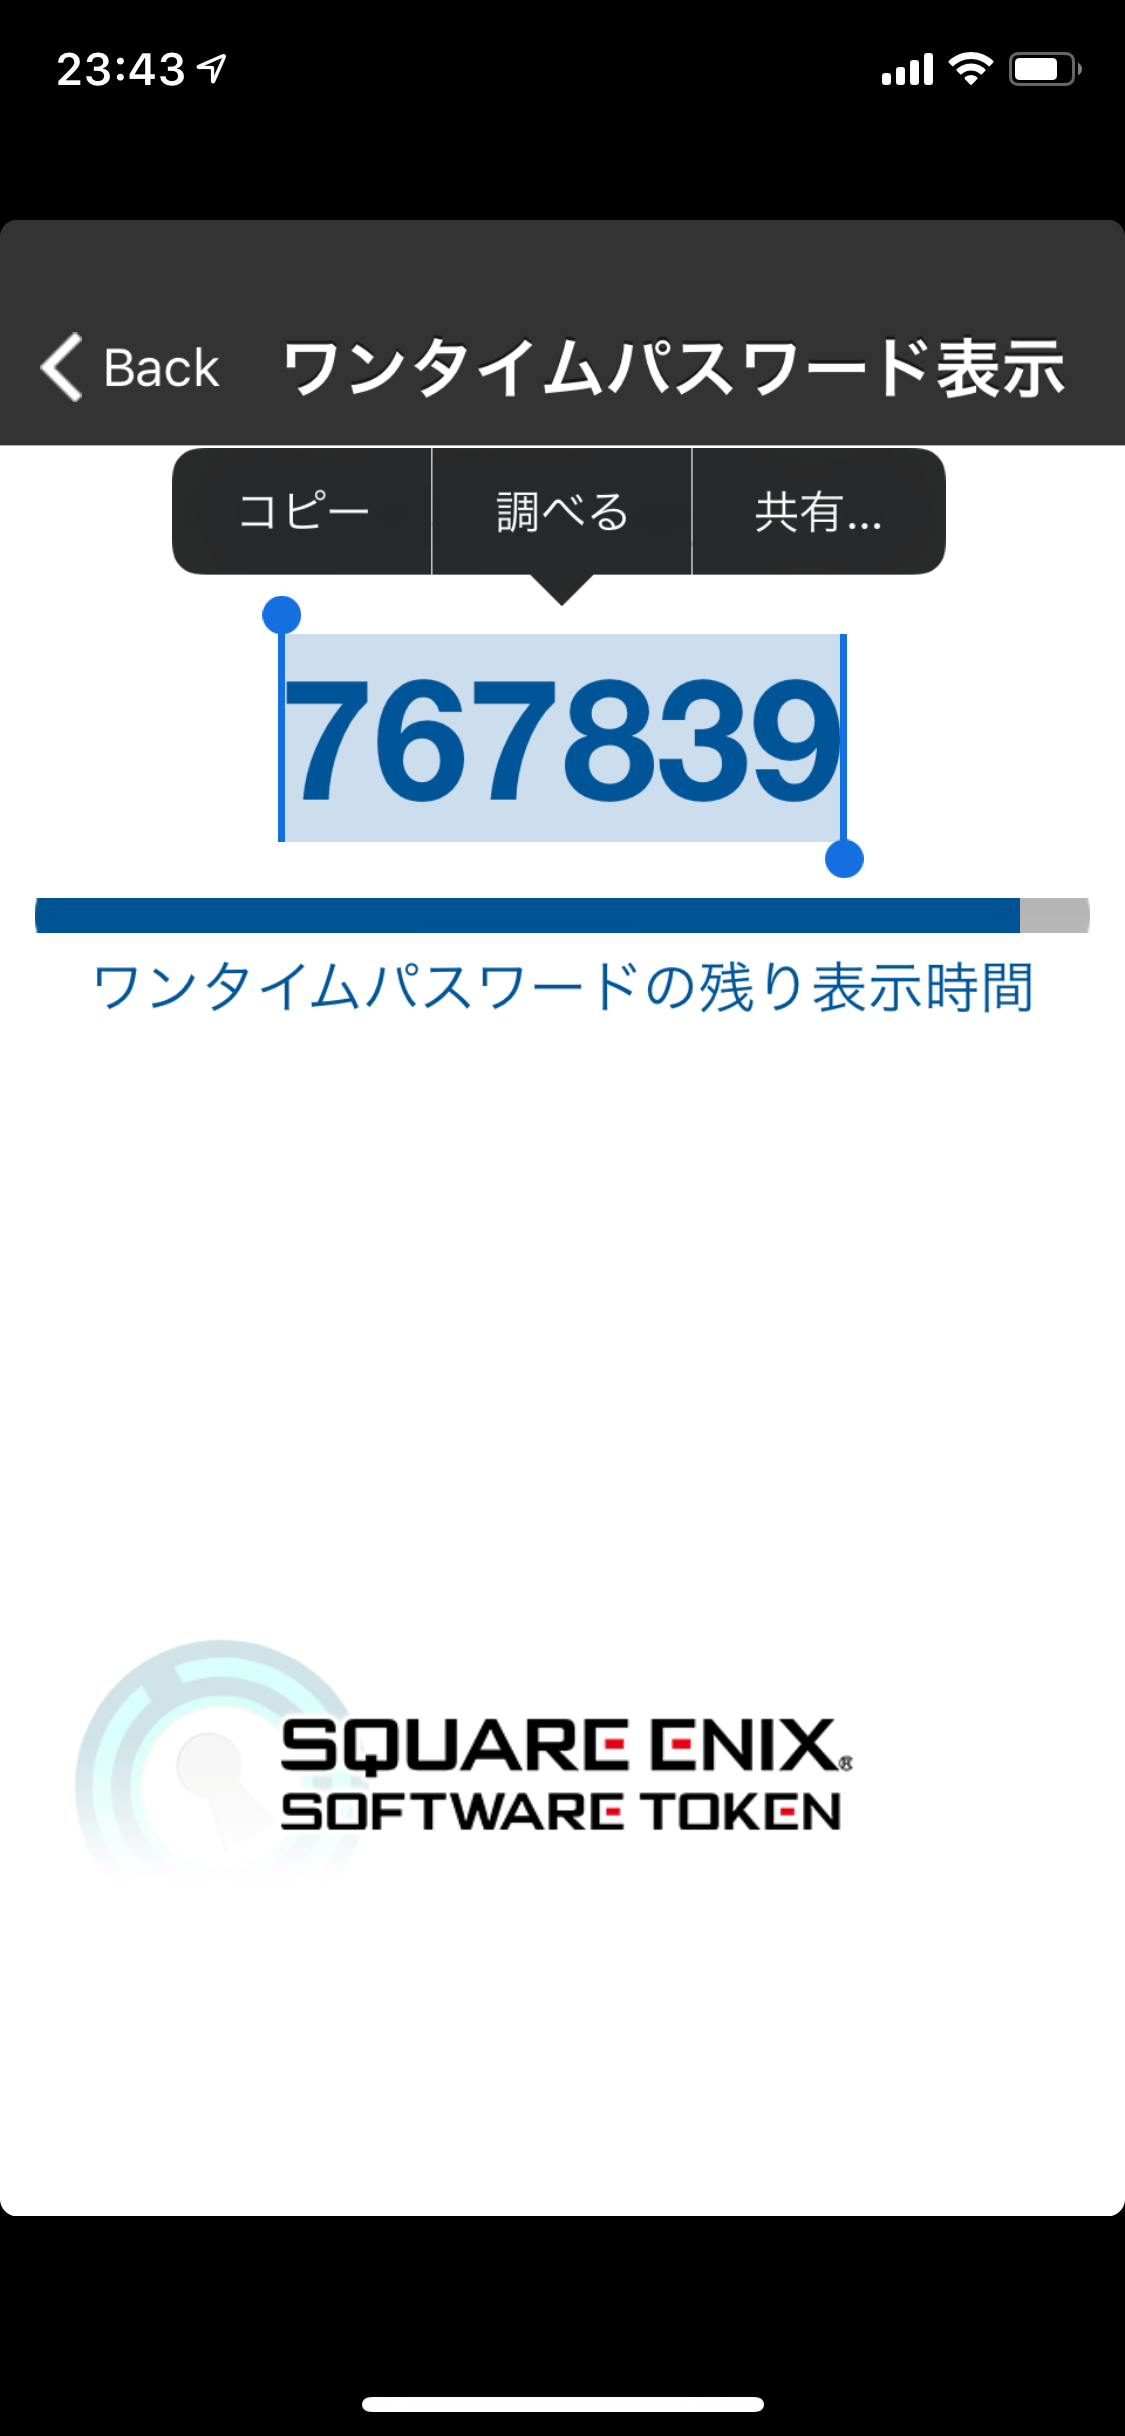 23:43
Back ワンタイムパスワード表示
コピー 調べる 共有...
767839
ワンタイムパスワードの残り表示時間
SQUARE ENIX®
SOFTWARE TOKEN